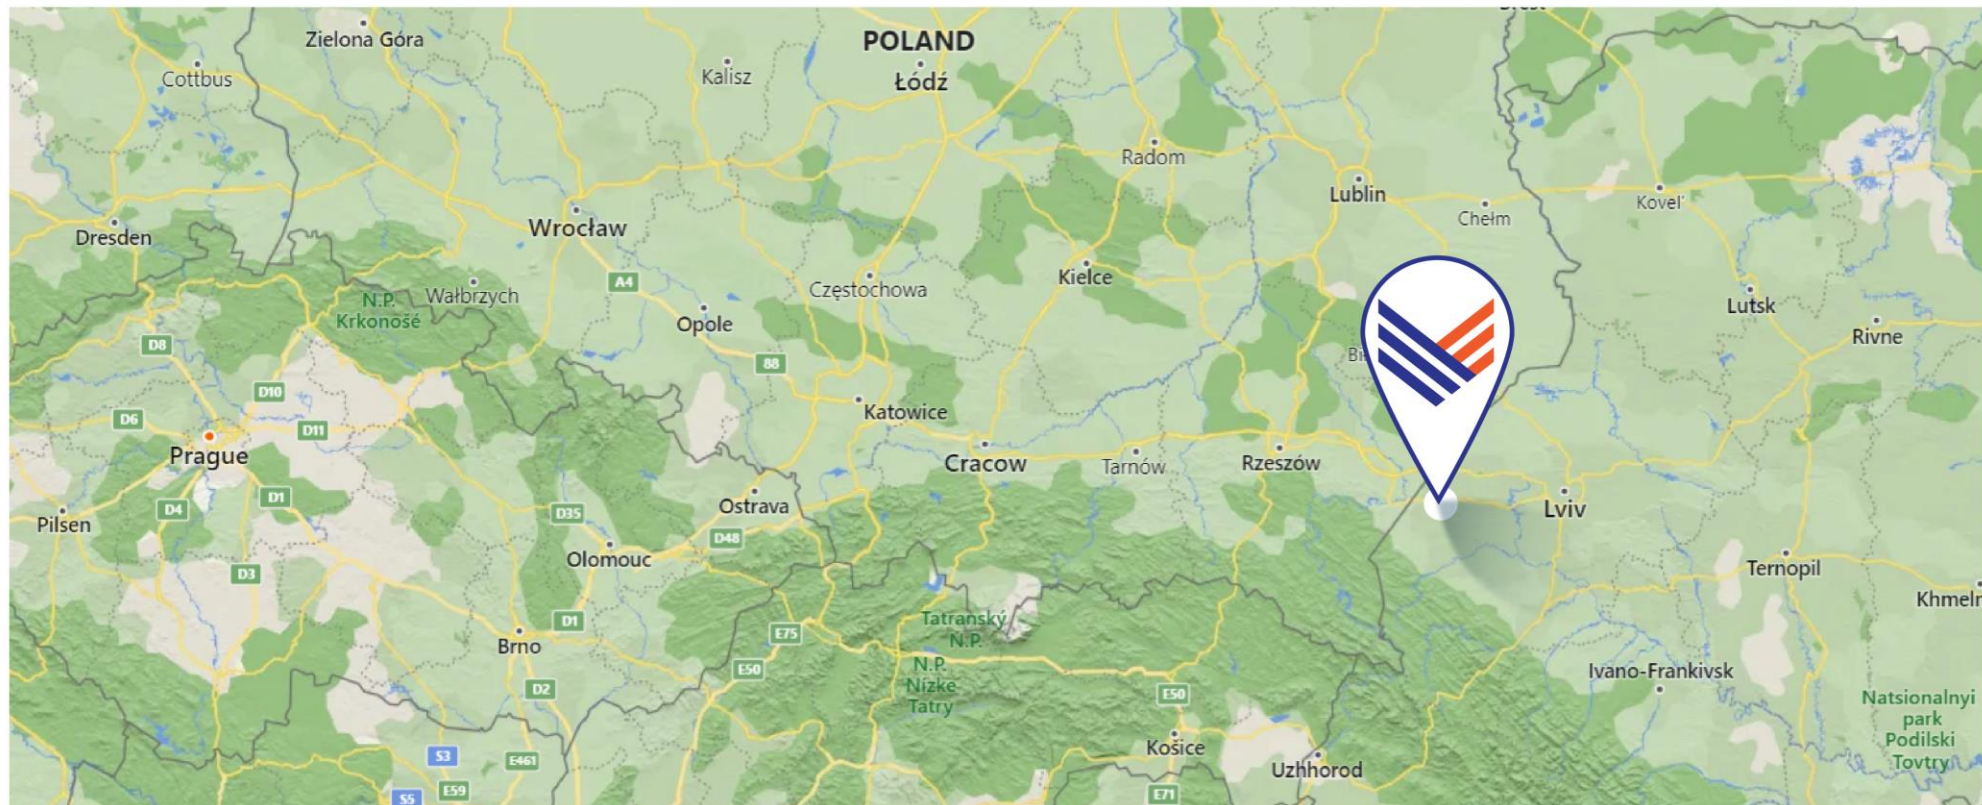 POLAND
Zielona Góra
Cottbus
Kalisz
Łódź
Radom
Lublin
Chełm
Kovel'
Dresden
Wrocław
A4
Wałbrzych
N.P.
Krkonošé
Opole
Częstochowa
Kielce
Lutsk
Rivne
D8
88
D10
D6
D11
Katowice
Prague
Cracow
Tarnów
Rzeszów
Lviv
D1
D4
Pilsen
Ostrava
D35
D48
Olomouc
D3
Ternopil
Khmeln
D1
Brno
E75
Tatranský
N.P.
E50
N.P.
Nízke
Tatry
D2
E50
Ivano-Frankivsk
Natsionalnyi
park
Podilski
Tovtry
S3
E461
Košice
Uzhhorod
S5
E59
E71